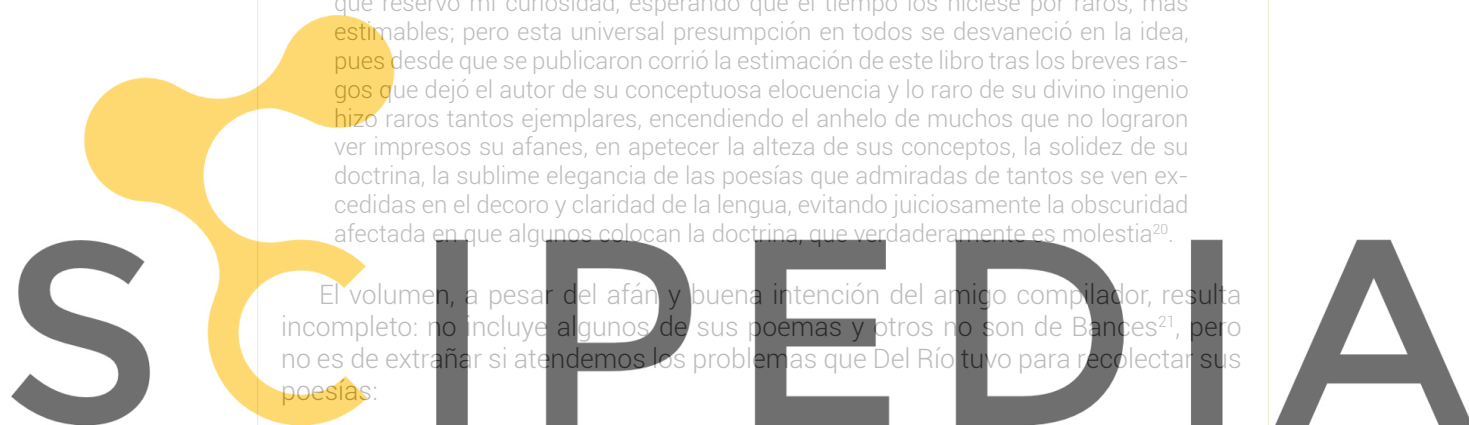 que reservó mi curiosidad, esperando que el tiempo los hiciese por raros, más
estimables; pero esta universal presumpción en todos se desvaneció en la idea,
pues desde que se publicaron corrió la estimación de este libro tras los breves ras-
gos que dejó el autor de su conceptuosa elocuencia y lo raro de su divino ingenio
hizo raros tantos ejemplares, encendiendo el anhelo de muchos que no lograron
ver impresos su afanes, en apetecer la alteza de sus conceptos, la solidez de su
doctrina, la sublime elegancia de las poesías que admiradas de tantos se ven ex-
cedidas en el decoro y claridad de la lengua, evitando juiciosamente la obscuridad
afectada en que algunos colocan la doctrina, que verdaderamente es molestia20.
El volumen, a pesar del afán y buena intención del amigo compilador, resulta
incompleto: no incluye algunos de sus poemas y otros no son de Bances21, pero
no es de extrañar si atendemos los problemas que Del Río tuvo para recolectar sus
poesías:
SCIPEDIA